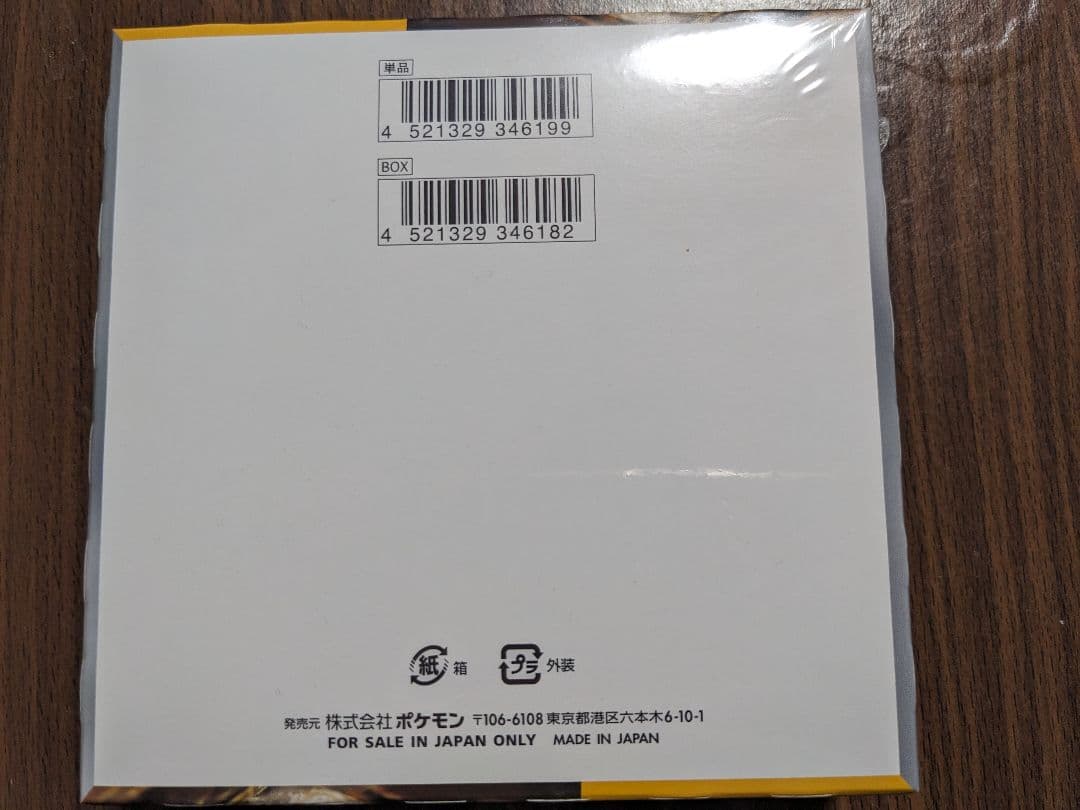 単品
4 521329 346199
BOX
4 521329 346182
紙 箱 プラ 外装
発売元 株式会社 ポケモン 〒106-6108 東京都港区六本木6-10-1
FOR SALE IN JAPAN ONLY MADE IN JAPAN